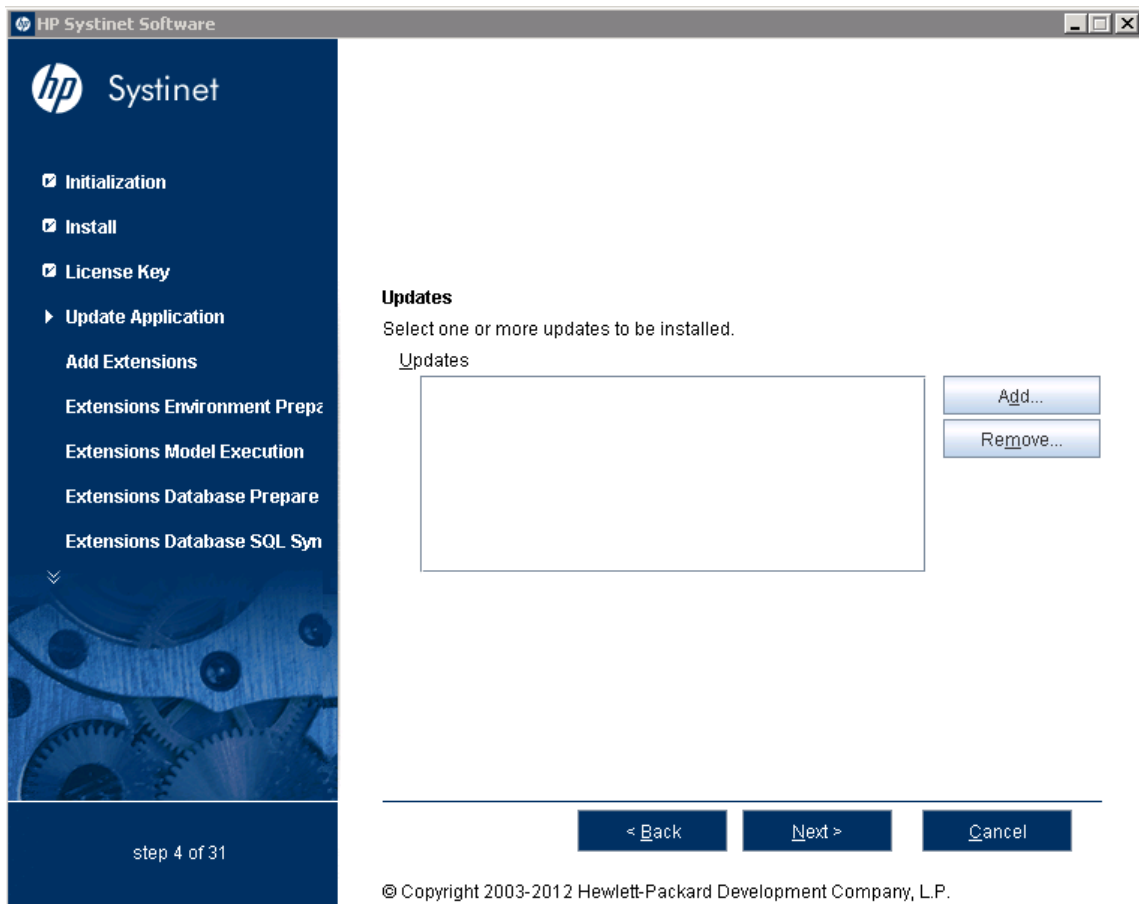 HP Systinet Software
hp Systinet
Initialization
Install
License Key
Update Application
Add Extensions
Extensions Environment Prepa
Extensions Model Execution
Extensions Database Prepare
Extensions Database SQL Syn
step 4 of 31
Updates
Select one or more updates to be installed.
Updates
Add...
Remove...
< Back
Next >
Cancel
© Copyright 2003-2012 Hewlett-Packard Development Company, L.P.